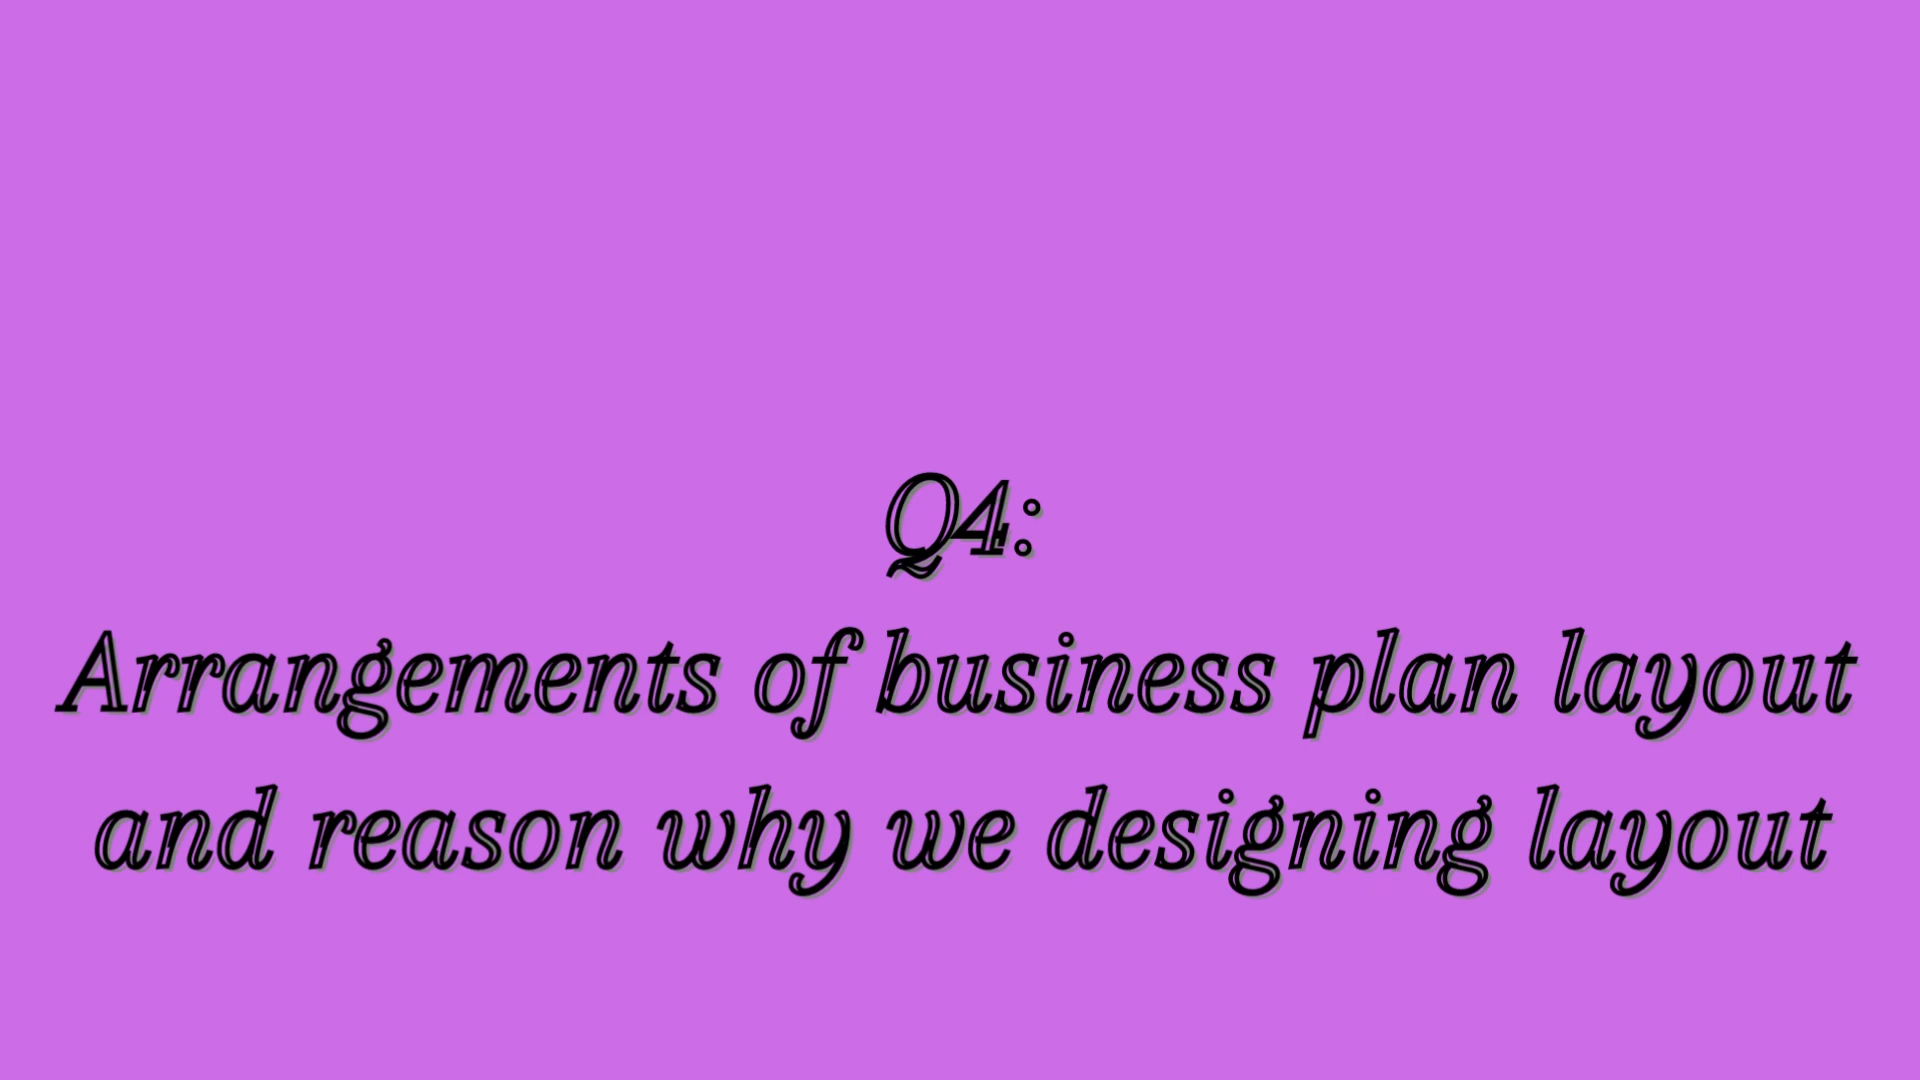 Q4:
Arrangements of business plan layout
and reason why we designing layout